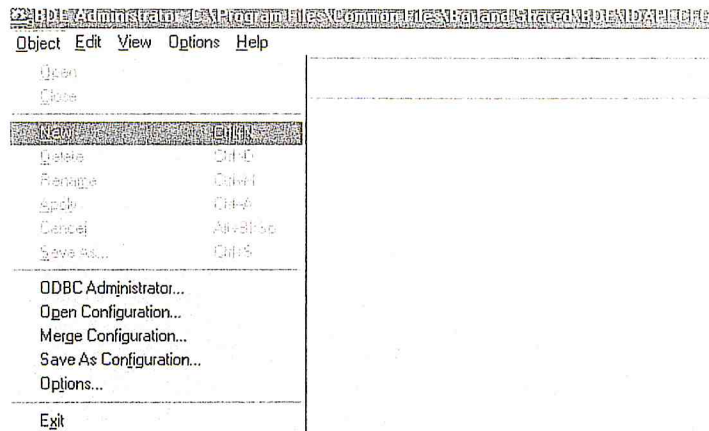 BDE Administrator C:\Program Files\Common Files\Borland Shared\BDE\IDAPI.CFG
Object Edit View Options Help
Open
Close
New Ctrl+N
Delete Ctrl+D
Rename Ctrl+H
Apply Ctrl+A
Cancel Alt+BkSp
Save As... Ctrl+S
ODBC Administrator...
Open Configuration...
Merge Configuration...
Save As Configuration...
Options...
Exit